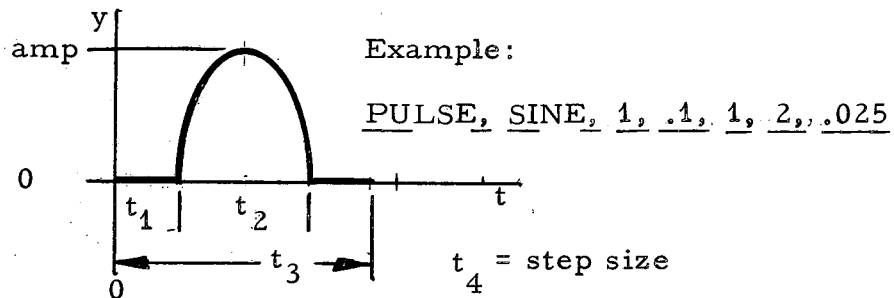 y
amp
Example:
PULSE, SINE, 1, .1, 1, 2, .025
0
t
t₁
t₂
t₃
t₄ = step size
0